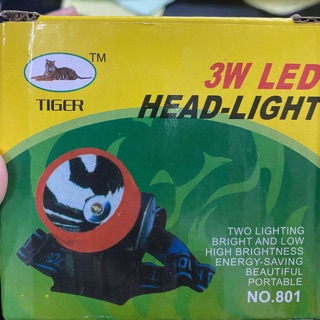 TM
TIGER
3W LED
HEAD-LIGHT
TWO LIGHTING
BRIGHT AND LOW
HIGH BRIGHTNESS
ENERGY-SAVING
BEAUTIFUL
PORTABLE
NO.801